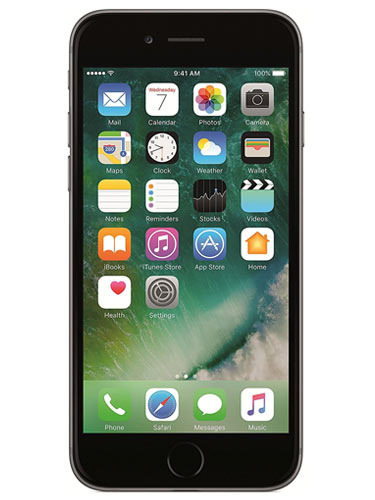 9:41 AM 100%
Wednesday
7
Mail Calendar Photos Camera
280
Maps Clock Weather Wallet
Notes Reminders Stocks Videos
iBooks iTunes Store App Store Home
Health Settings
Phone Safari Messages Music